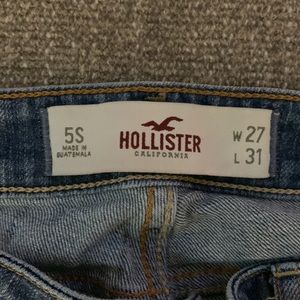 5S
MADE IN
GUATEMALA
HOLLISTER
CALIFORNIA
W 27
L 31